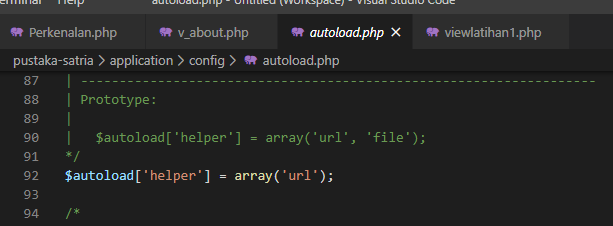 erminal Help autoload.php - Untitled (Workspace) - Visual Studio Code
Perkenalan.php v_about.php autoload.php × viewlatihan1.php
pustaka-satria > application > config > autoload.php
87 | -------------------------------------------------------------------
88 | Prototype:
89 |
90 | $autoload['helper'] = array('url', 'file');
91 */
92 $autoload['helper'] = array('url');
93
94 /*